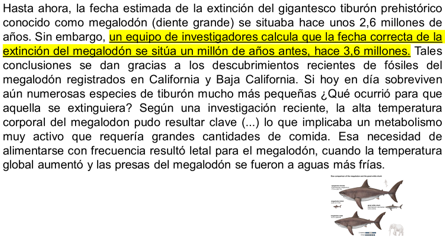 Hasta ahora, la fecha estimada de la extinción del gigantesco tiburón prehistórico
conocido como megalodón (diente grande) se situaba hace unos 2,6 millones de
años. Sin embargo, un equipo de investigadores calcula que la fecha correcta de la
extinción del megalodón se sitúa un millón de años antes, hace 3,6 millones. Tales
conclusiones se dan gracias a los descubrimientos recientes de fósiles del
megalodón registrados en California y Baja California. Si hoy en día sobreviven
aún numerosas especies de tiburón mucho más pequeñas ¿Qué ocurrió para que
aquella se extinguiera? Según una investigación reciente, la alta temperatura
corporal del megalodon pudo resultar clave (...) lo que implicaba un metabolismo
muy activo que requería grandes cantidades de comida. Esa necesidad de
alimentarse con frecuencia resultó letal para el megalodón, cuando la temperatura
global aumentó y las presas del megalodón se fueron a aguas más frías.